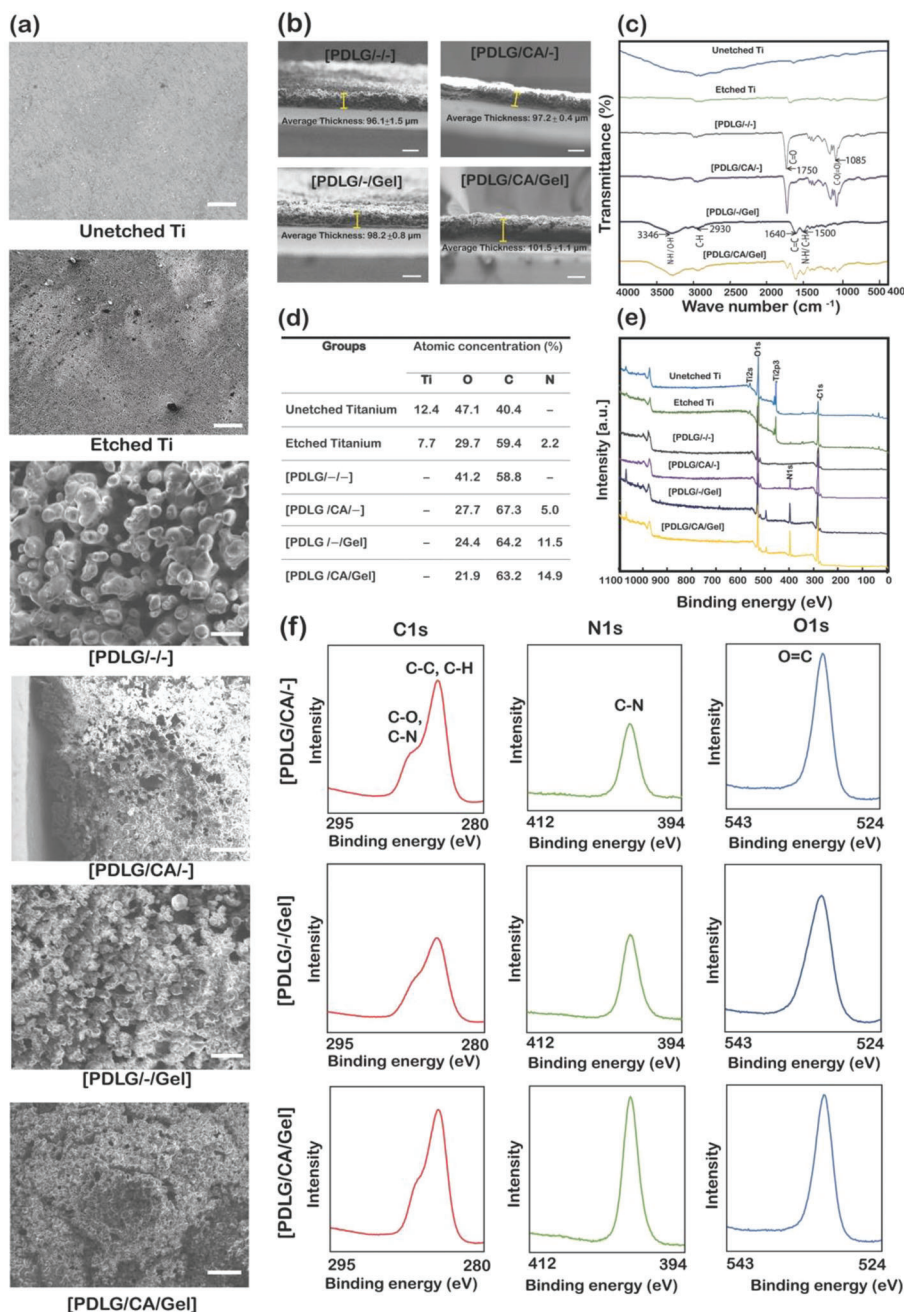 (a)
Unetched Ti
Etched Ti
[PDLG/-/-]
[PDLG/CA/-]
[PDLG/-/Gel]
[PDLG/CA/Gel]
(b)
[PDLG/-/-]
Average Thickness: 96.1±1.5 µm
[PDLG/CA/-]
Average Thickness: 97.2± 0.4 µm
[PDLG/-/Gel]
Average Thickness: 98.2±0.8 µm
[PDLG/CA/Gel]
Average Thickness: 101.5±1.1 µm
(c)
Transmittance (%)
Unetched Ti
Etched Ti
[PDLG/-/-]
C=O
1750
C-O(=O)
1085
[PDLG/CA/-]
[PDLG/-/Gel]
3346
N-H/ O-H
2930
C-H
1640
C=C
1500
N-H/ C-H
[PDLG/CA/Gel]
4000 3500 3000 2500 2000 1500 1000 400
Wave number (cm -1)
(d)
Groups Atomic concentration (%)
Ti O C N
Unetched Titanium 12.4 47.1 40.4 –
Etched Titanium 7.7 29.7 59.4 2.2
[PDLG/–/–] – 41.2 58.8 –
[PDLG /CA/–] – 27.7 67.3 5.0
[PDLG /–/Gel] – 24.4 64.2 11.5
[PDLG /CA/Gel] – 21.9 63.2 14.9
(e)
Intensity [a.u.]
Unetched Ti
Etched Ti
[PDLG/-/-]
[PDLG/CA/-]
[PDLG/-/Gel]
[PDLG/CA/Gel]
Ti2s
O1s
Ti2p3
N1s
C1s
1100 1000 900 800 700 600 500 400 300 200 100 0
Binding energy (eV)
(f)
C1s N1s O1s
[PDLG/CA/-]
Intensity
C-C, C-H
C-O,
C-N
295 280
Binding energy (eV)
Intensity
C-N
412 394
Binding energy (eV)
Intensity
O=C
543 524
Binding energy (eV)
[PDLG/-/Gel]
Intensity
295 280
Binding energy (eV)
Intensity
412 394
Binding energy (eV)
Intensity
543 524
Binding energy (eV)
[PDLG/CA/Gel]
Intensity
295 280
Binding energy (eV)
Intensity
412 394
Binding energy (eV)
Intensity
543 524
Binding energy (eV)